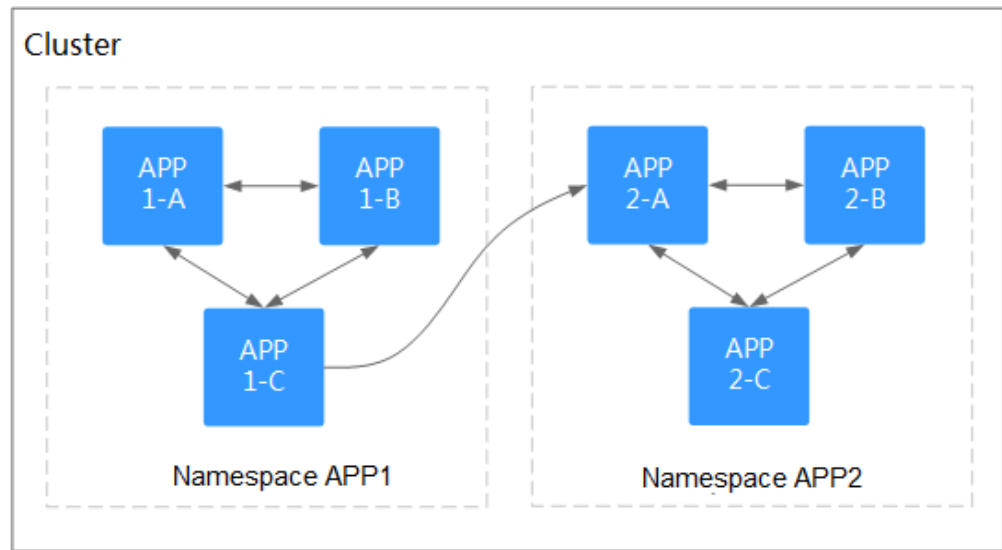 Cluster
APP
1-A
APP
1-B
APP
2-A
APP
2-B
APP
1-C
APP
2-C
Namespace APP1
Namespace APP2